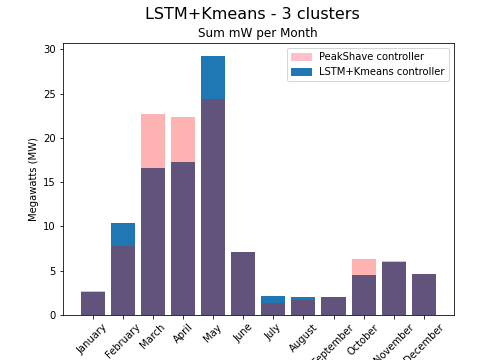 LSTM+Kmeans - 3 clusters
Sum mW per Month
PeakShave controller
LSTM+Kmeans controller
Megawatts (MW)
30
25
20
15
10
5
0
January
February
March
April
May
June
July
August
September
October
November
December